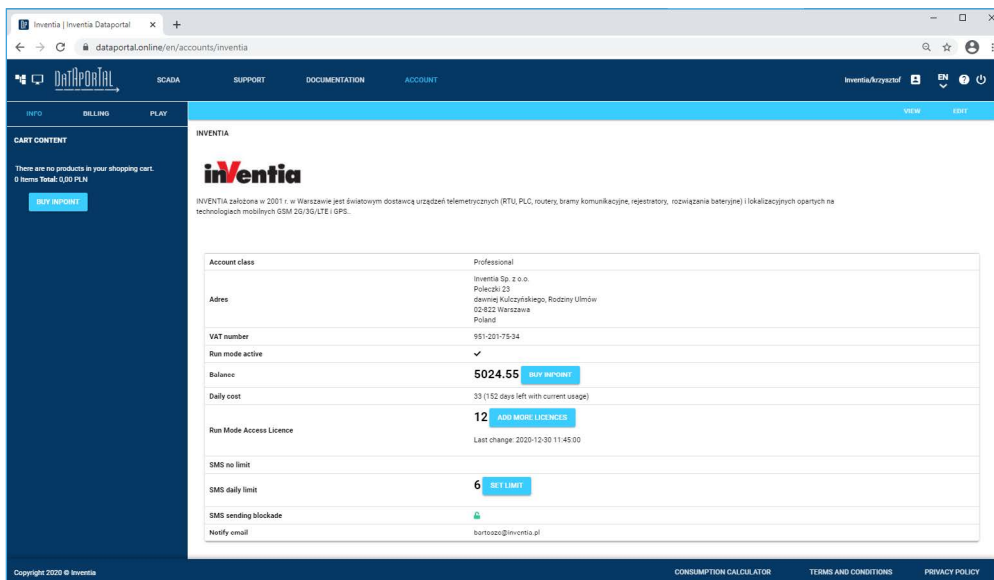 Inventia | Inventia Dataportal
dataportal.online/en/accounts/inventia
DATAPORTAL
SCADA SUPPORT DOCUMENTATION ACCOUNT
Inventia/krzysztof EN
INFO BILLING PLAY
VIEW EDIT
CART CONTENT
There are no products in your shopping cart.
0 Items Total: 0,00 PLN
BUY INPOINT
INVENTIA
inVentia
INVENTIA założona w 2001 r. w Warszawie jest światowym dostawcą urządzeń telemetrycznych (RTU, PLC, routery, bramy komunikacyjne, rejestratory, rozwiązania bateryjne) i lokalizacyjnych opartych na
technologiach mobilnych GSM 2G/3G/LTE i GPS..
Account class Professional
Adres
Inventia Sp. z o.o.
Poleczki 23
dawniej Kulczyńskiego, Rodziny Ulmów
02-822 Warszawa
Poland
VAT number 951-201-75-34
Run mode active
Balance 5024.55 BUY INPOINT
Daily cost 33 (152 days left with current usage)
Run Mode Access Licence 12 ADD MORE LICENCES
Last change: 2020-12-30 11:45:00
SMS no limit
SMS daily limit 6 SET LIMIT
SMS sending blockade
Notify email bartoszc@inventia.pl
Copyright 2020 © Inventia
CONSUMPTION CALCULATOR TERMS AND CONDITIONS PRIVACY POLICY